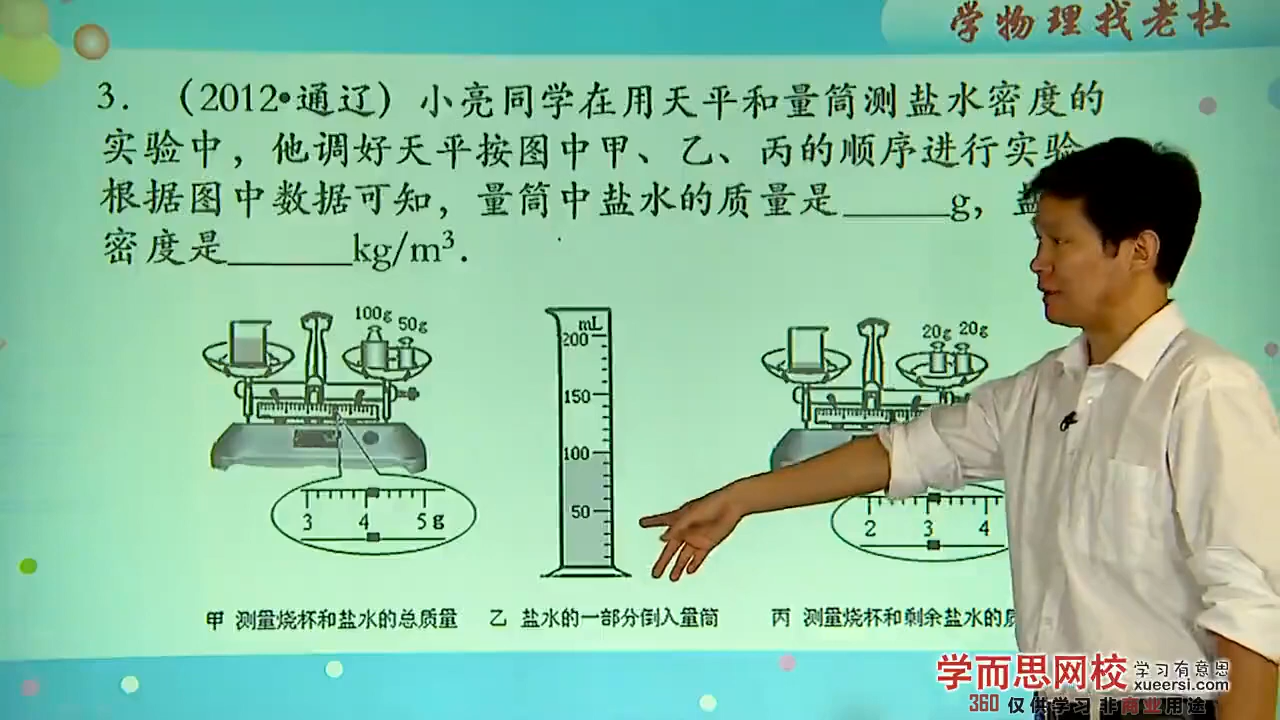 学物理找老杜
3. （2012•通辽）小亮同学在用天平和量筒测盐水密度的
实验中，他调好天平按图中甲、乙、丙的顺序进行实验
根据图中数据可知，量筒中盐水的质量是_____g，
密度是______kg/m³.
100g 50g
mL
200
150
100
50
20g 20g
3 4 5g
2 3 4
甲 测量烧杯和盐水的总质量
乙 盐水的一部分倒入量筒
丙 测量烧杯和剩余盐水的
学而思网校 学习有意思
xueersi.com
360 仅供学习 非商业用途